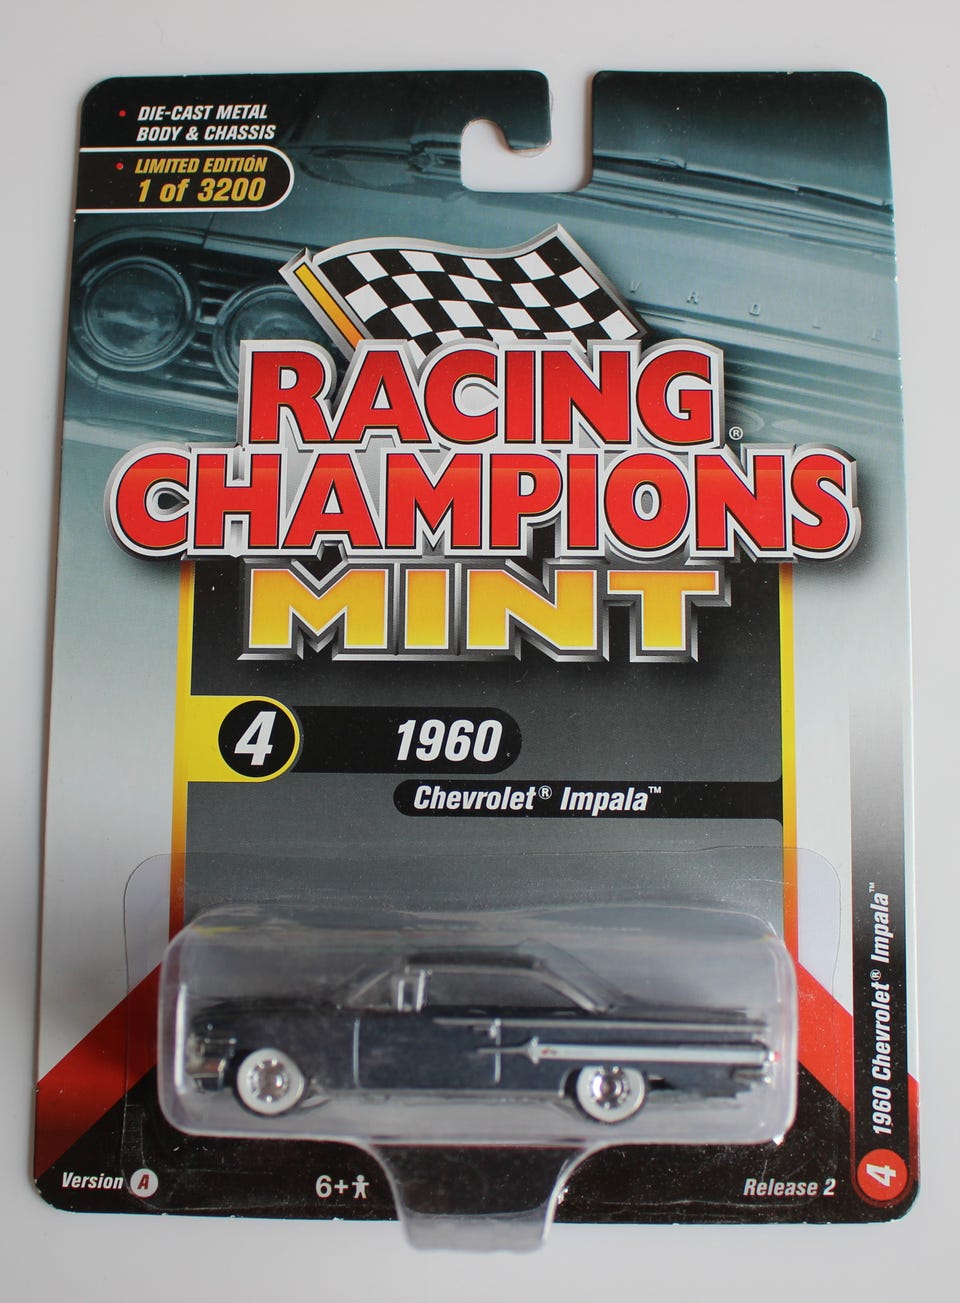 • DIE-CAST METAL
BODY & CHASSIS
• LIMITED EDITION
1 of 3200
V R O L E
RACING
CHAMPIONS®
MINT
4
1960
Chevrolet® Impala™
1960 Chevrolet® Impala™
4
Version A
6+
Release 2